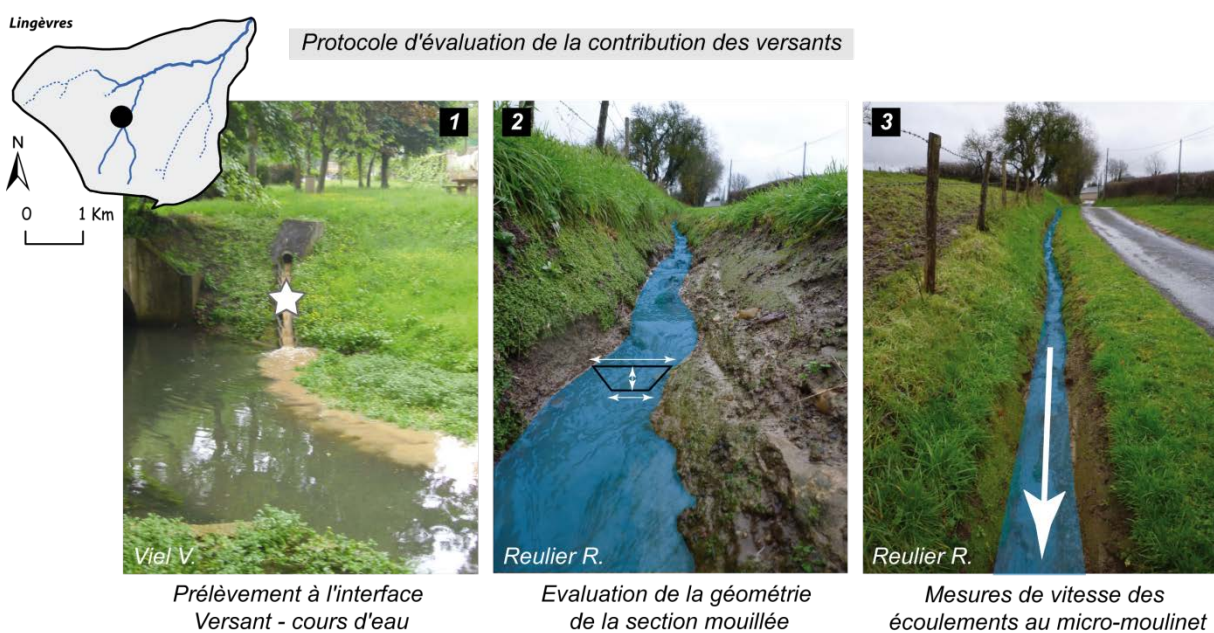 Lingèvres
Protocole d'évaluation de la contribution des versants
N
0 1 Km
1
2
3
Viel V.
Reulier R.
Reulier R.
Prélèvement à l'interface
Versant - cours d'eau
Evaluation de la géométrie
de la section mouillée
Mesures de vitesse des
écoulements au micro-moulinet